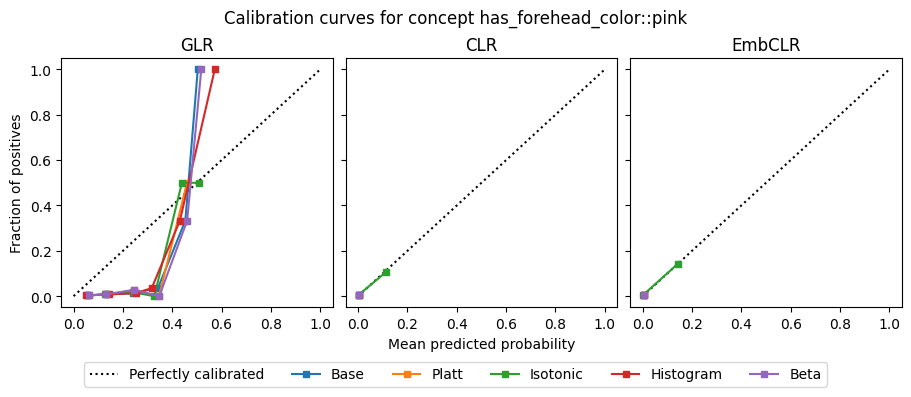 Calibration curves for concept has_forehead_color::pink
GLR
CLR
EmbCLR
1.0
0.8
0.6
0.4
0.2
0.0
Fraction of positives
0.0 0.2 0.4 0.6 0.8 1.0
0.0 0.2 0.4 0.6 0.8 1.0
0.0 0.2 0.4 0.6 0.8 1.0
Mean predicted probability
Perfectly calibrated Base Platt Isotonic Histogram Beta